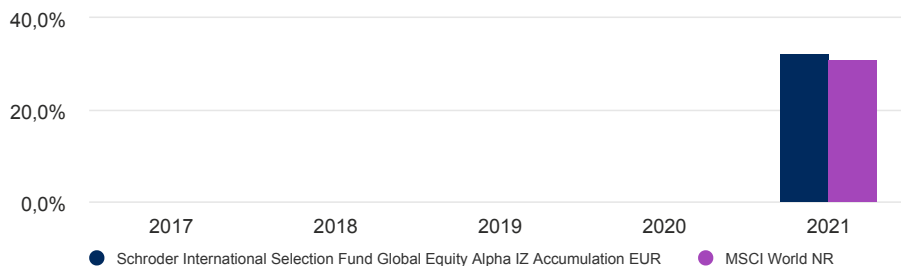 40,0%
20,0%
0,0%
2017 2018 2019 2020 2021
Schroder International Selection Fund Global Equity Alpha IZ Accumulation EUR MSCI World NR